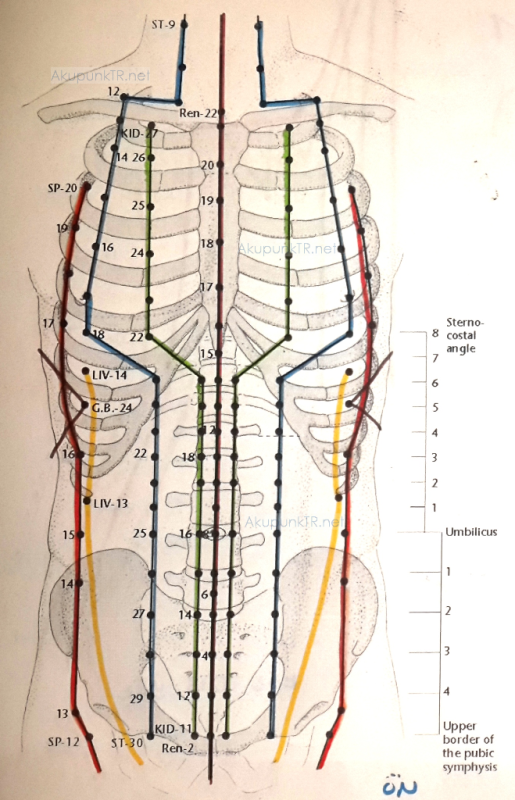 ST-9
AkupunkTR.net
12
Ren-22
KID-27
14 26
20
SP-20
25
19
19
18
16
24
AkupunkTR.net
17
17
18
22
Sterno-
costal
angle
8
7
15
LIV-14
6
G.B.-24
5
12
4
16
22
18
3
2
LIV-13
1
AkupunkTR.net
15
25
16
8
Umbilicus
14
1
6
27
14
2
4
3
29
12
4
13
KID-11
SP-12
ST-30
Ren-2
Upper
border of
the pubic
symphysis
ÖN